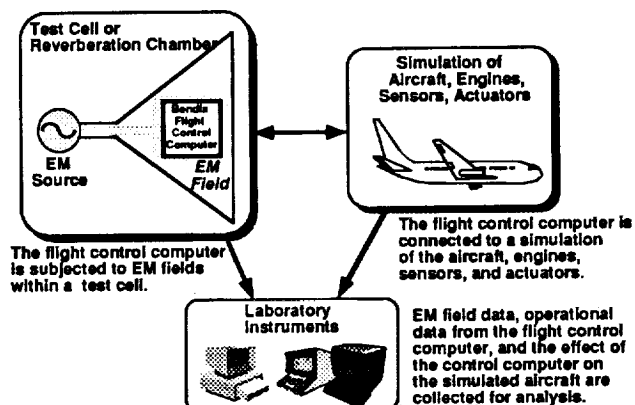 Test Cell or
Reverberation Chamber
Bendix
Flight
Control
Computer
EM
Field
EM
Source
The flight control computer
is subjected to EM fields
within a test cell.
Simulation of
Aircraft, Engines,
Sensors, Actuators
The flight control computer is
connected to a simulation
of the aircraft, engines,
sensors, and actuators.
Laboratory
Instruments
EM field data, operational
data from the flight control
computer, and the effect of
the control computer on
the simulated aircraft are
collected for analysis.